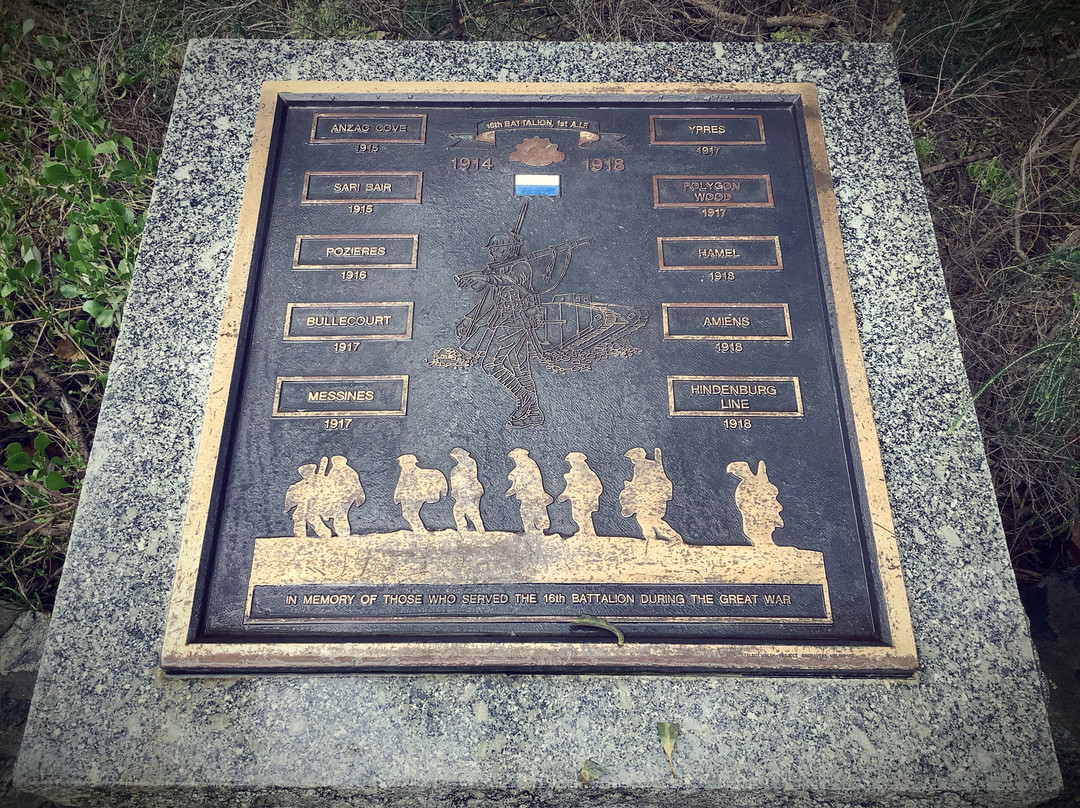 16th BATTALION, 1st A.I.F.
1914 1918
ANZAC COVE
1915
SARI BAIR
1915
POZIERES
1916
BULLECOURT
1917
MESSINES
1917
YPRES
1917
POLYGON
WOOD
1917
HAMEL
1918
AMIENS
1918
HINDENBURG
LINE
1918
IN MEMORY OF THOSE WHO SERVED THE 16th BATTALION DURING THE GREAT WAR